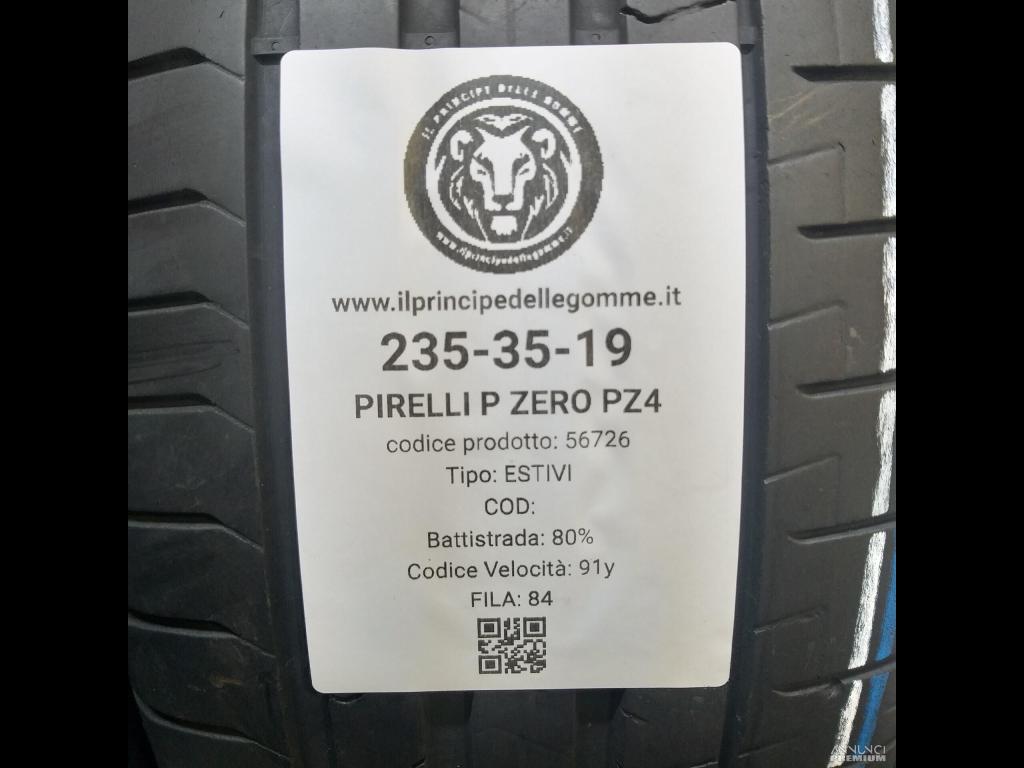 IL PRINCIPE DELLE GOMME
www.ilprincipedellegomme.it
www.ilprincipedellegomme.it
235-35-19
PIRELLI P ZERO PZ4
codice prodotto: 56726
Tipo: ESTIVI
COD:
Battistrada: 80%
Codice Velocità: 91y
FILA: 84
ANNUNCI
PREMIUM